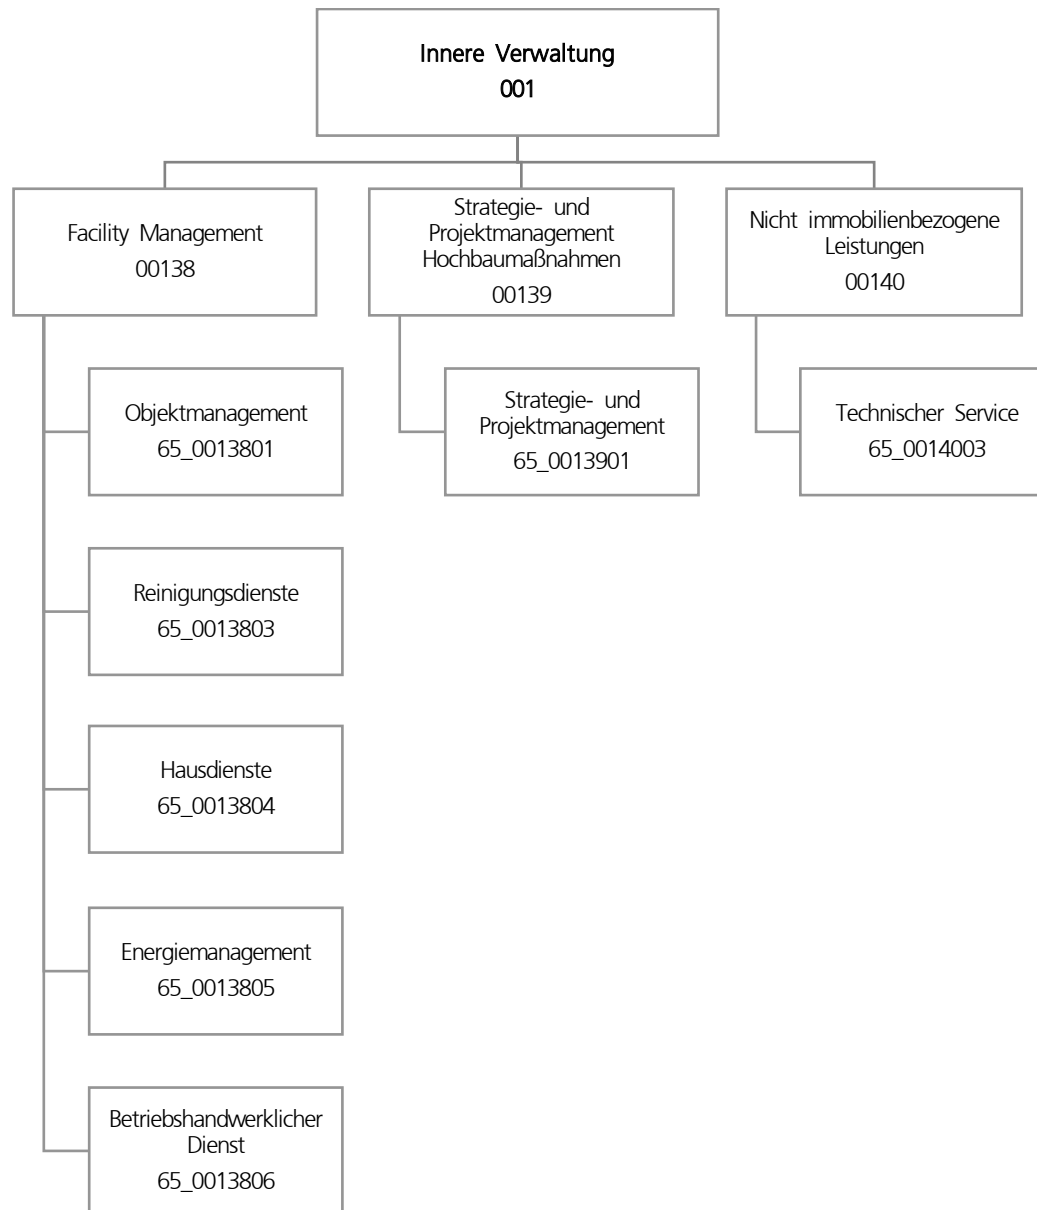 Innere Verwaltung
001
Facility Management
00138
Strategie- und
Projektmanagement
Hochbaumaßnahmen
00139
Nicht immobilienbezogene
Leistungen
00140
Objektmanagement
65_0013801
Strategie- und
Projektmanagement
65_0013901
Technischer Service
65_0014003
Reinigungsdienste
65_0013803
Hausdienste
65_0013804
Energiemanagement
65_0013805
Betriebshandwerklicher
Dienst
65_0013806